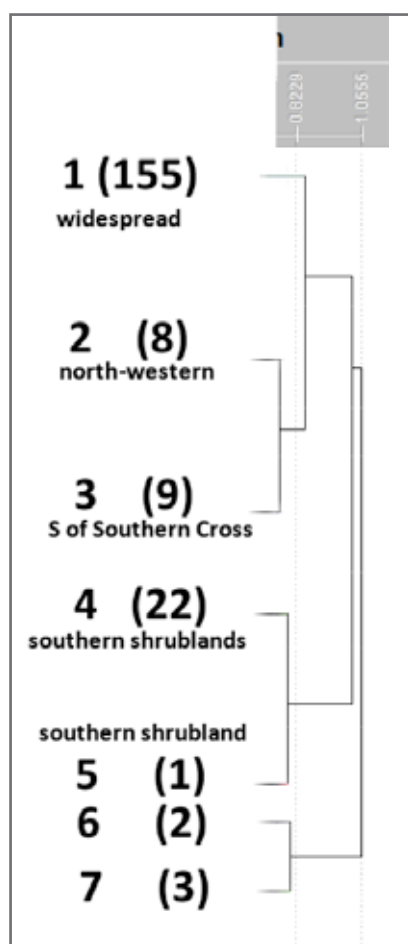 0.8229
1.0555
1 (155)
widespread
2 (8)
north-western
3 (9)
S of Southern Cross
4 (22)
southern shrublands
southern shrubland
5 (1)
6 (2)
7 (3)